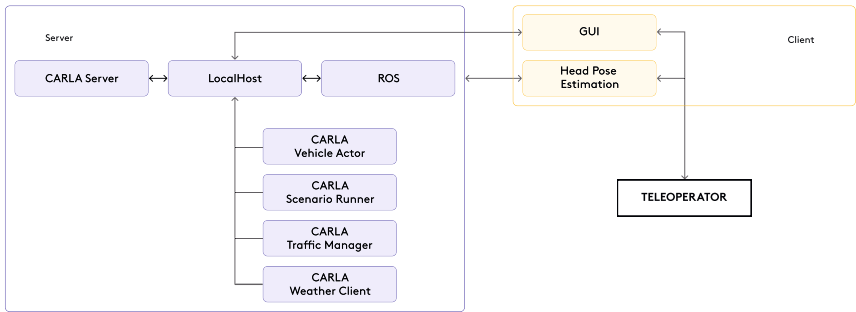 Server
CARLA Server
LocalHost
ROS
CARLA
Vehicle Actor
CARLA
Scenario Runner
CARLA
Traffic Manager
CARLA
Weather Client
GUI
Client
Head Pose
Estimation
TELEOPERATOR